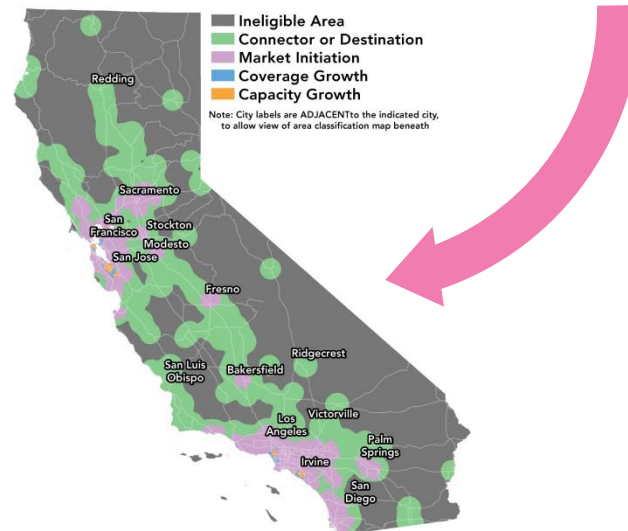 Ineligible Area
Connector or Destination
Market Initiation
Coverage Growth
Capacity Growth
Note: City labels are ADJACENTto the indicated city,
to allow view of area classification map beneath
Redding
Sacramento
San
Francisco
Stockton
Modesto
San Jose
Fresno
San Luis
Obispo
Bakersfield
Ridgecrest
Los
Angeles
Victorville
Palm
Springs
Irvine
San
Diego